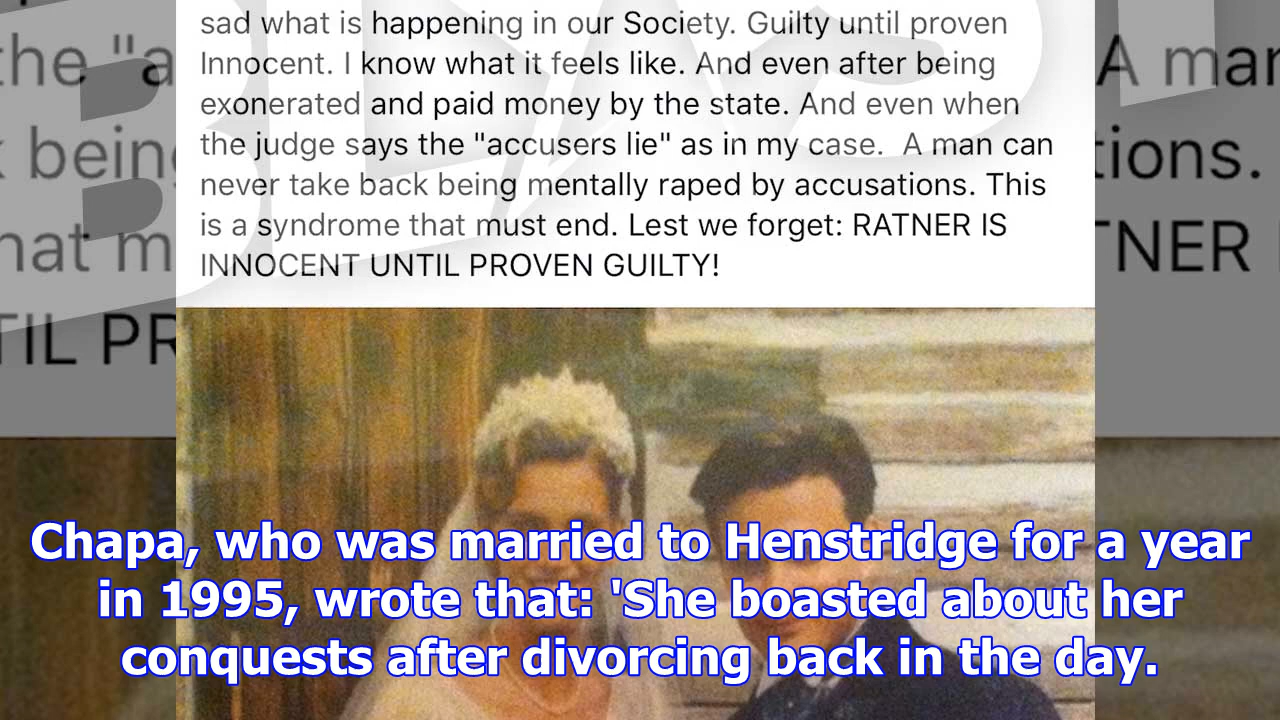 sad what is happening in our Society. Guilty until proven
Innocent. I know what it feels like. And even after being
exonerated and paid money by the state. And even when
the judge says the "accusers lie" as in my case.  A man can
never take back being mentally raped by accusations. This
is a syndrome that must end. Lest we forget: RATNER IS
INNOCENT UNTIL PROVEN GUILTY!
Chapa, who was married to Henstridge for a year
in 1995, wrote that: 'She boasted about her
conquests after divorcing back in the day.